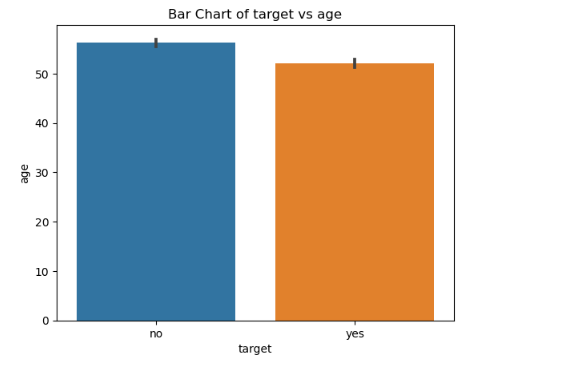 Bar Chart of target vs age
50
40
30
20
10
0
age
no
yes
target